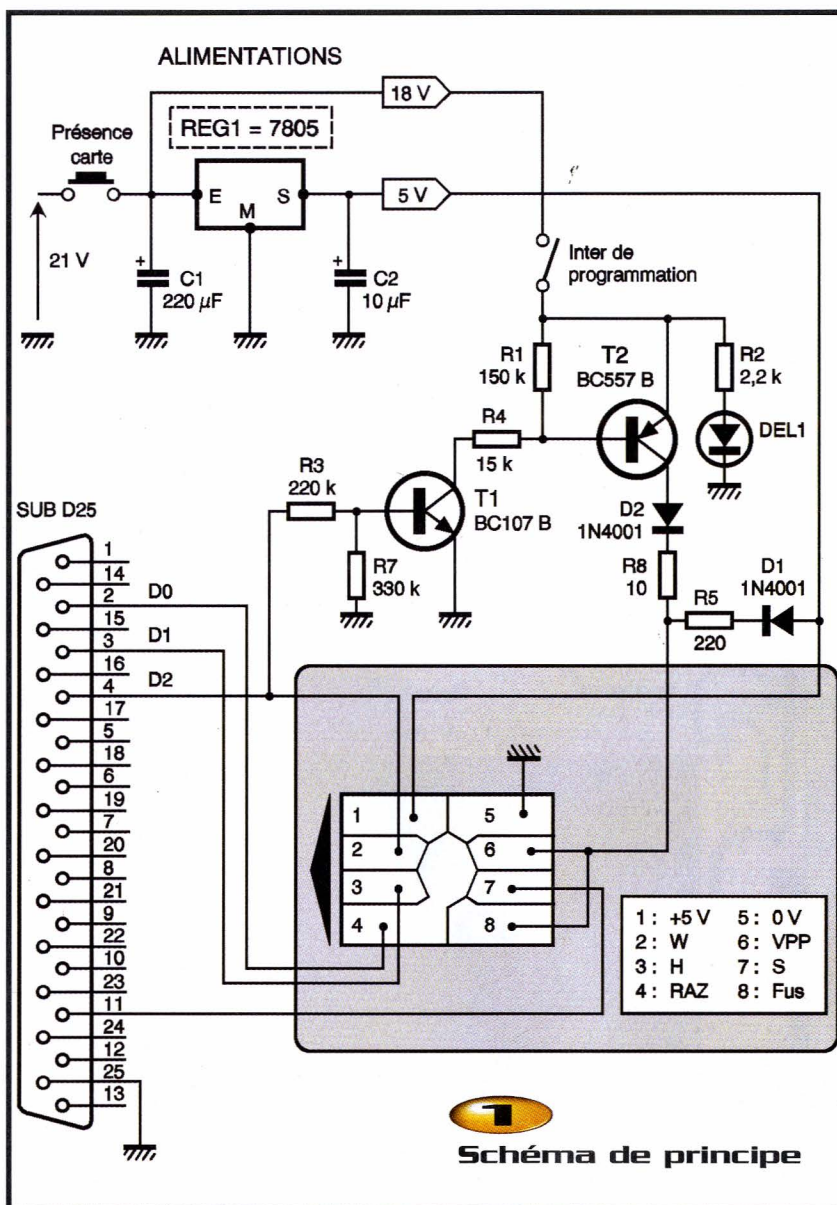 ALIMENTATIONS
18 V
Présence
carte
REG1 = 7805
E
S
M
5 V
21 V
+
C1
220 µF
+
C2
10 µF
Inter de
programmation
R1
150 k
T2
BC557 B
R2
2,2 k
R4
15 k
DEL1
R3
220 k
T1
BC107 B
D2
1N4001
SUB D25
R7
330 k
R8
10
D1
1N4001
R5
220
1
14
2
D0
15
3
D1
16
4
D2
17
5
18
6
19
7
20
8
21
9
22
10
23
11
24
12
25
13
1
5
2
6
3
7
4
8
1 : +5 V 5 : 0 V
2 : W 6 : VPP
3 : H 7 : S
4 : RAZ 8 : Fus
1
Schéma de principe